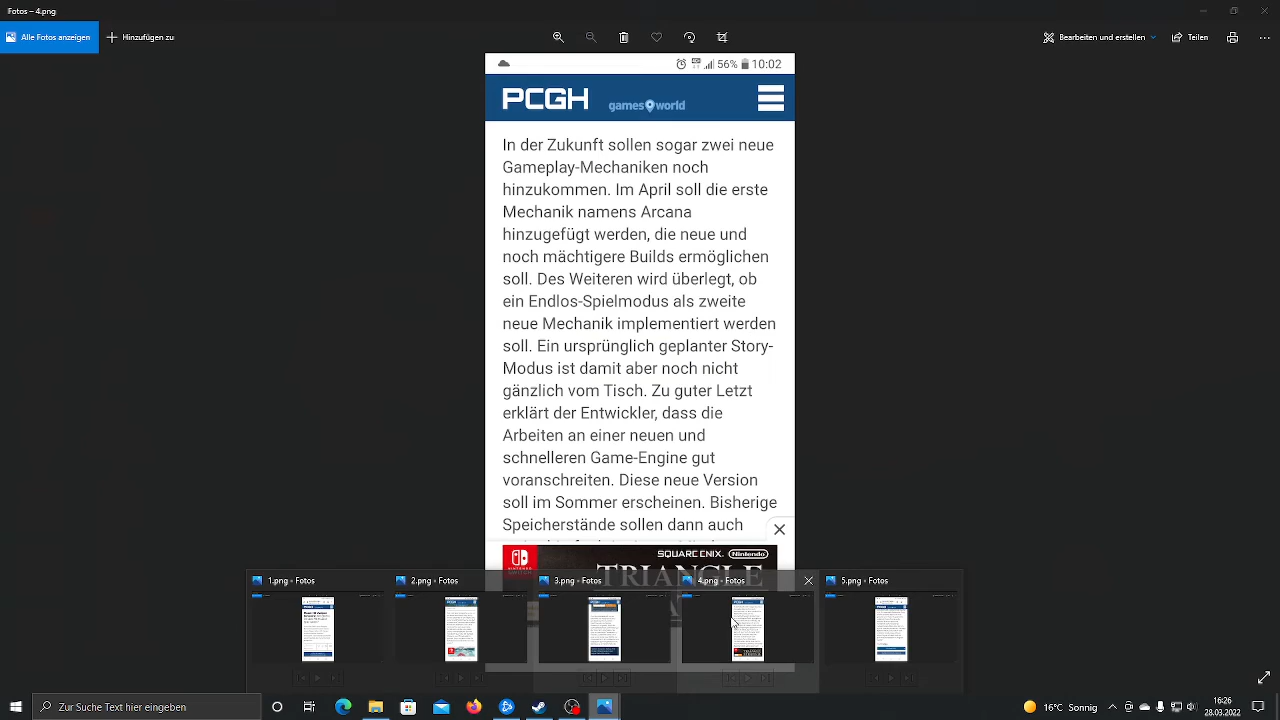 Fotos – 4.png
Alle Fotos anzeigen
Hinzufügen zu
Bearbeiten und erstellen
Teilen
56% 10:02
PCGH games world
In der Zukunft sollen sogar zwei neue
Gameplay-Mechaniken noch
hinzukommen. Im April soll die erste
Mechanik namens Arcana
hinzugefügt werden, die neue und
noch mächtigere Builds ermöglichen
soll. Des Weiteren wird überlegt, ob
ein Endlos-Spielmodus als zweite
neue Mechanik implementiert werden
soll. Ein ursprünglich geplanter Story-
Modus ist damit aber noch nicht
gänzlich vom Tisch. Zu guter Letzt
erklärt der Entwickler, dass die
Arbeiten an einer neuen und
schnelleren Game-Engine gut
voranschreiten. Diese neue Version
soll im Sommer erscheinen. Bisherige
Speicherstände sollen dann auch
SQUARE ENIX. Nintendo
TRIANGLE
1.png - Fotos
2.png - Fotos
3.png - Fotos
4.png - Fotos
5.png - Fotos
Zur Suche Text hier eingeben
16°C Sonnig
16:26
28.03.2022